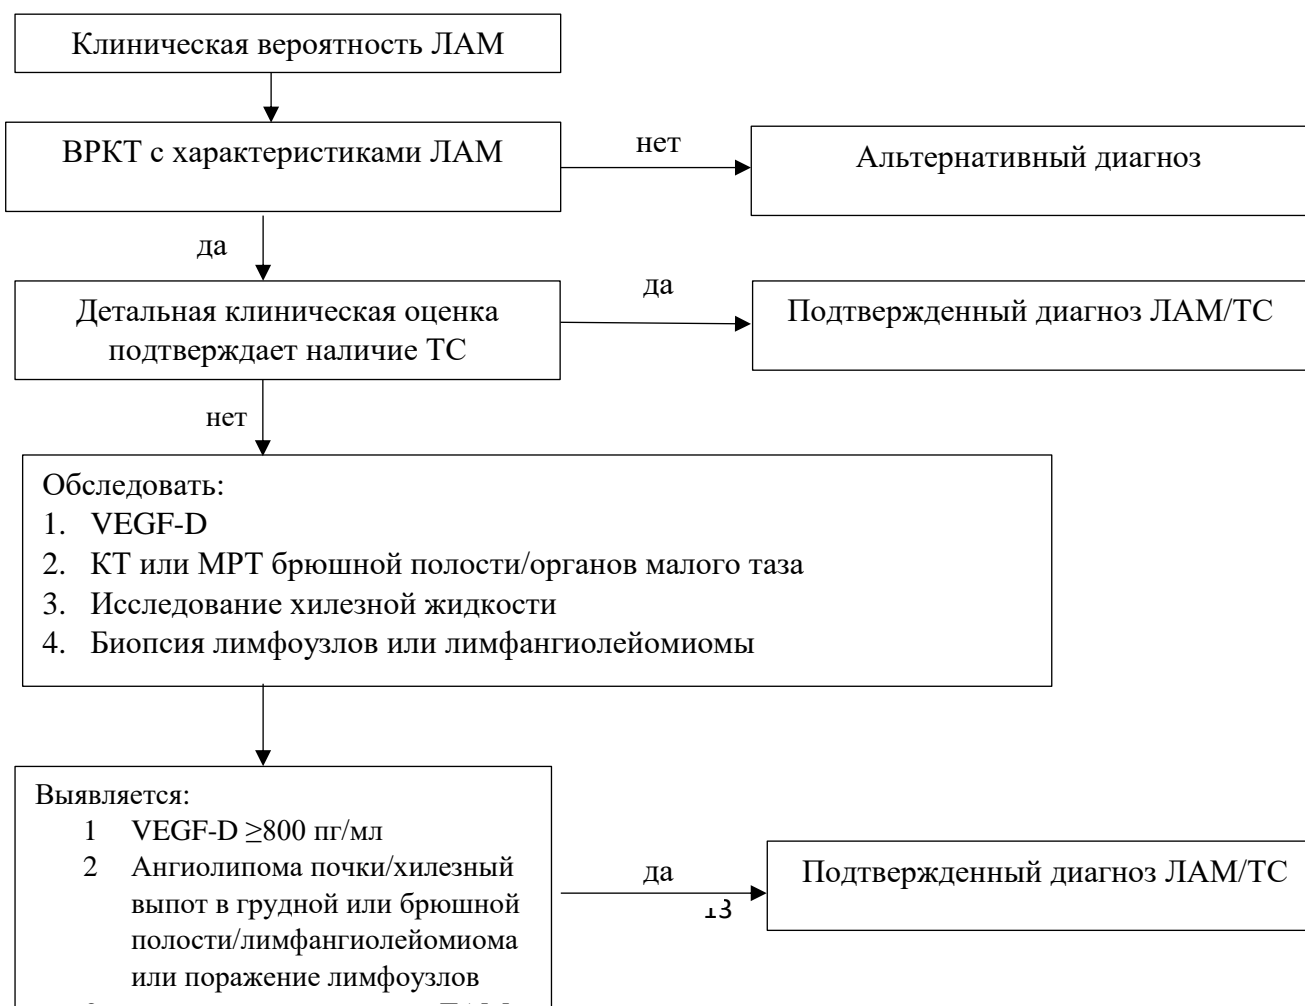 Клиническая вероятность ЛАМ
ВРКТ с характеристиками ЛАМ
нет
Альтернативный диагноз
да
Детальная клиническая оценка
подтверждает наличие ТС
да
Подтвержденный диагноз ЛАМ/ТС
нет
Обследовать:
1. VEGF-D
2. КТ или МРТ брюшной полости/органов малого таза
3. Исследование хилезной жидкости
4. Биопсия лимфоузлов или лимфангиолейомиомы
Выявляется:
1 VEGF-D ≥800 пг/мл
2 Ангиолипома почки/хилезный
выпот в грудной или брюшной
полости/лимфангиолейомиома
или поражение лимфоузлов
да
13
Подтвержденный диагноз ЛАМ/ТС